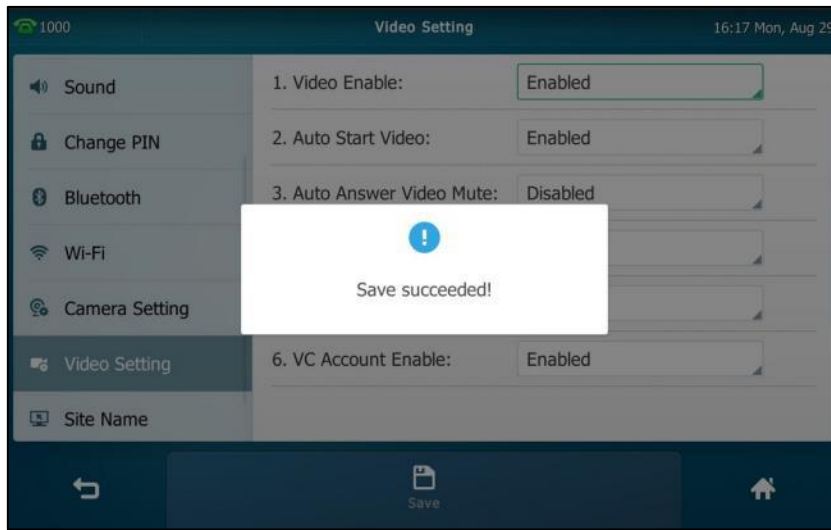 1000
Video Setting
16:17 Mon, Aug 29
Sound
Change PIN
Bluetooth
Wi-Fi
Camera Setting
Video Setting
Site Name
1. Video Enable: Enabled
2. Auto Start Video: Enabled
3. Auto Answer Video Mute: Disabled
Save succeeded!
6. VC Account Enable: Enabled
Save